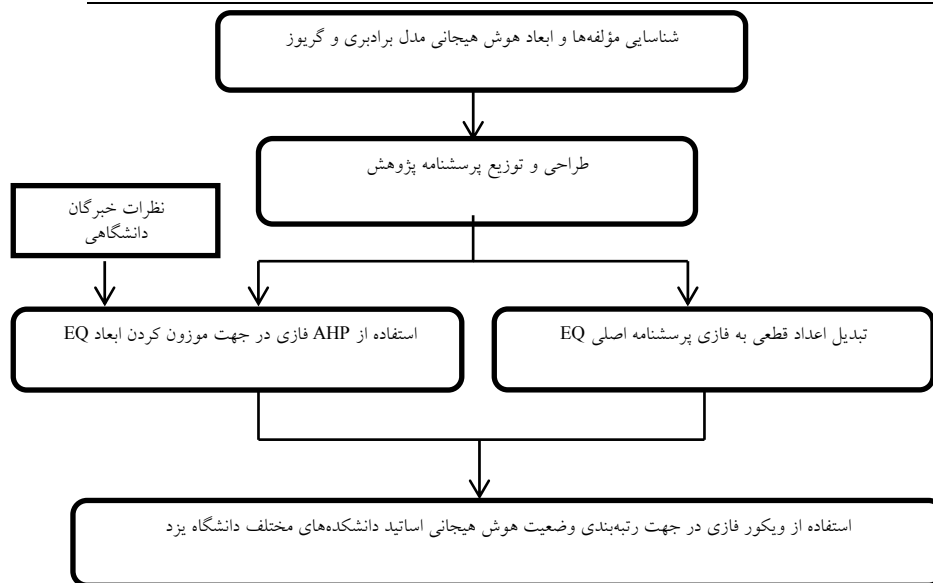 شناسایی مؤلفه‌ها و ابعاد هوش هیجانی مدل برادبری و گریوز
طراحی و توزیع پرسشنامه پژوهش
نظرات خبرگان
دانشگاهی
تبدیل اعداد قطعی به فازی پرسشنامه اصلی EQ
استفاده از AHP فازی در جهت موزون کردن ابعاد EQ
استفاده از ویکور فازی در جهت رتبه‌بندی وضعیت هوش هیجانی اساتید دانشکده‌های مختلف دانشگاه یزد